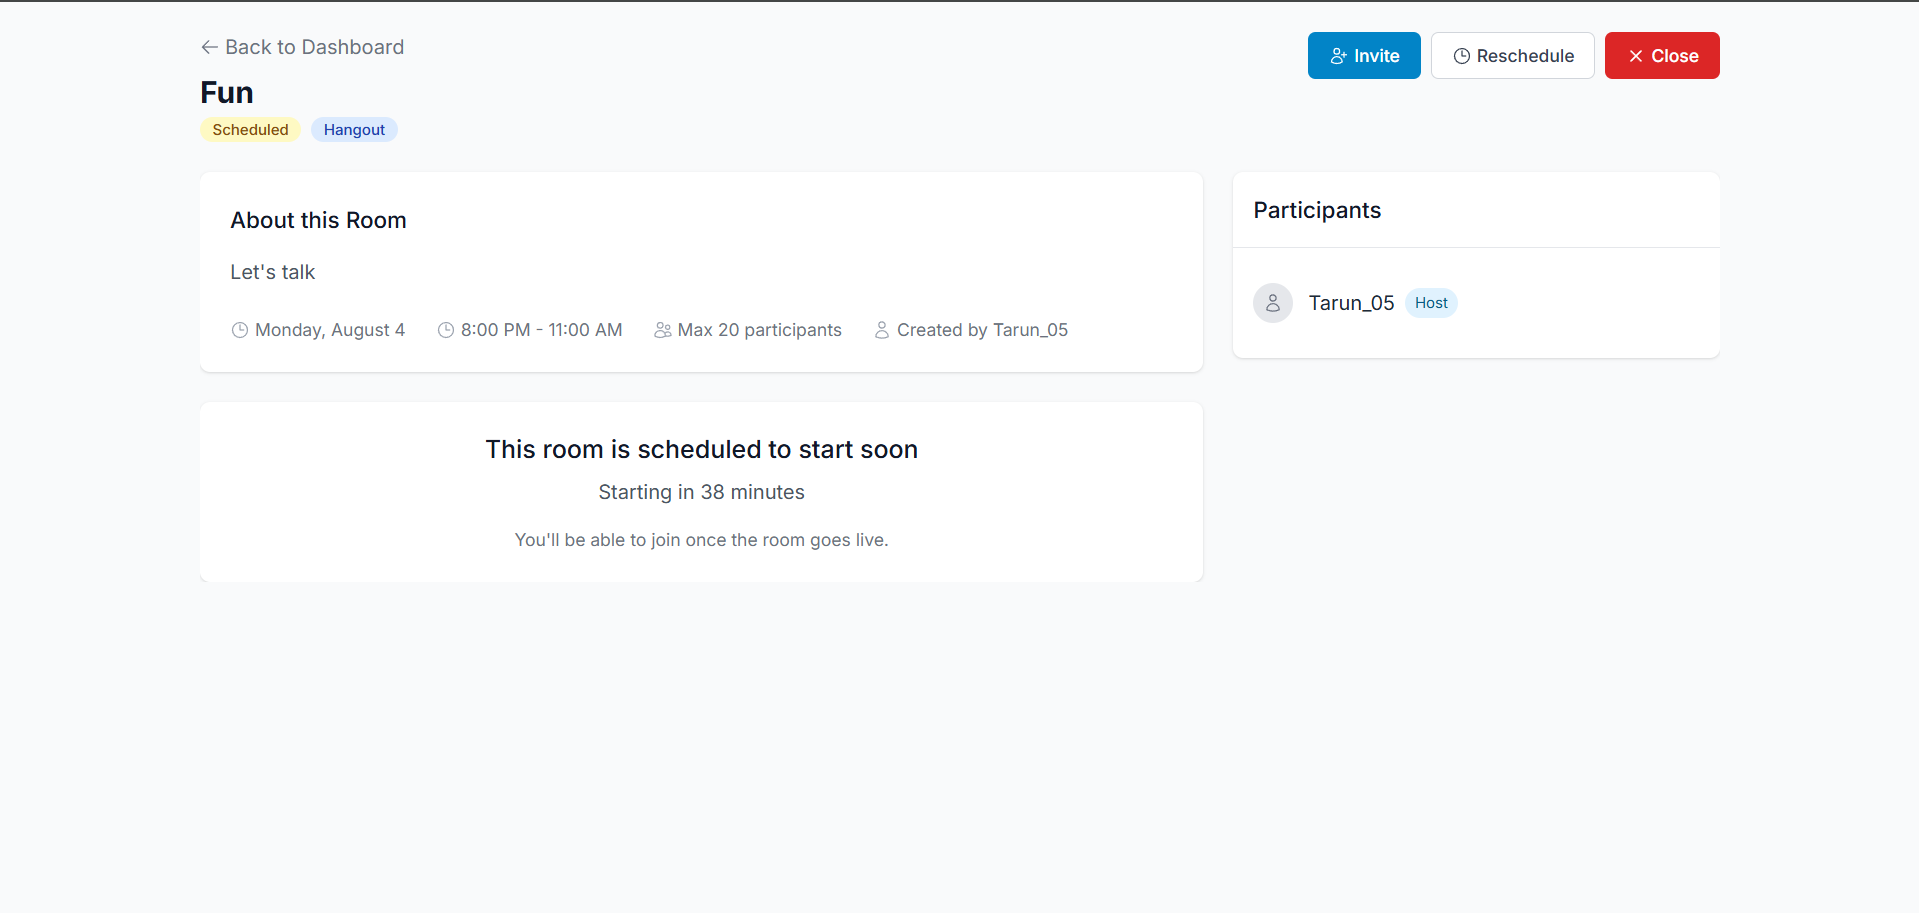 Back to Dashboard
Fun
Scheduled Hangout
Invite Reschedule Close
About this Room
Let's talk
Monday, August 4 8:00 PM - 11:00 AM Max 20 participants Created by Tarun_05
Participants
Tarun_05 Host
This room is scheduled to start soon
Starting in 38 minutes
You'll be able to join once the room goes live.